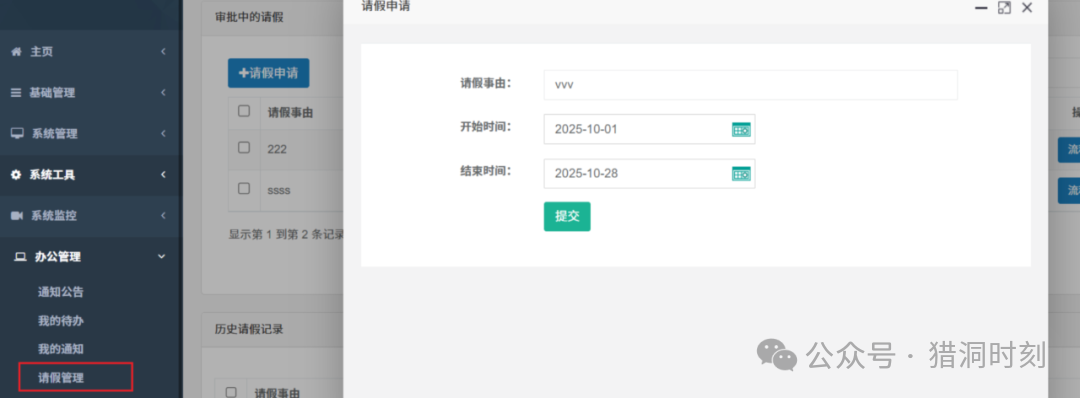 主页
基础管理
系统管理
系统工具
系统监控
办公管理
通知公告
我的待办
我的通知
请假管理
审批中的请假
+请假申请
请假事由
222
ssss
显示第 1 到第 2 条记录
历史请假记录
请假事由
请假申请
请假事由：
vvv
开始时间：
2025-10-01
结束时间：
2025-10-28
提交
公众号 · 猎洞时刻